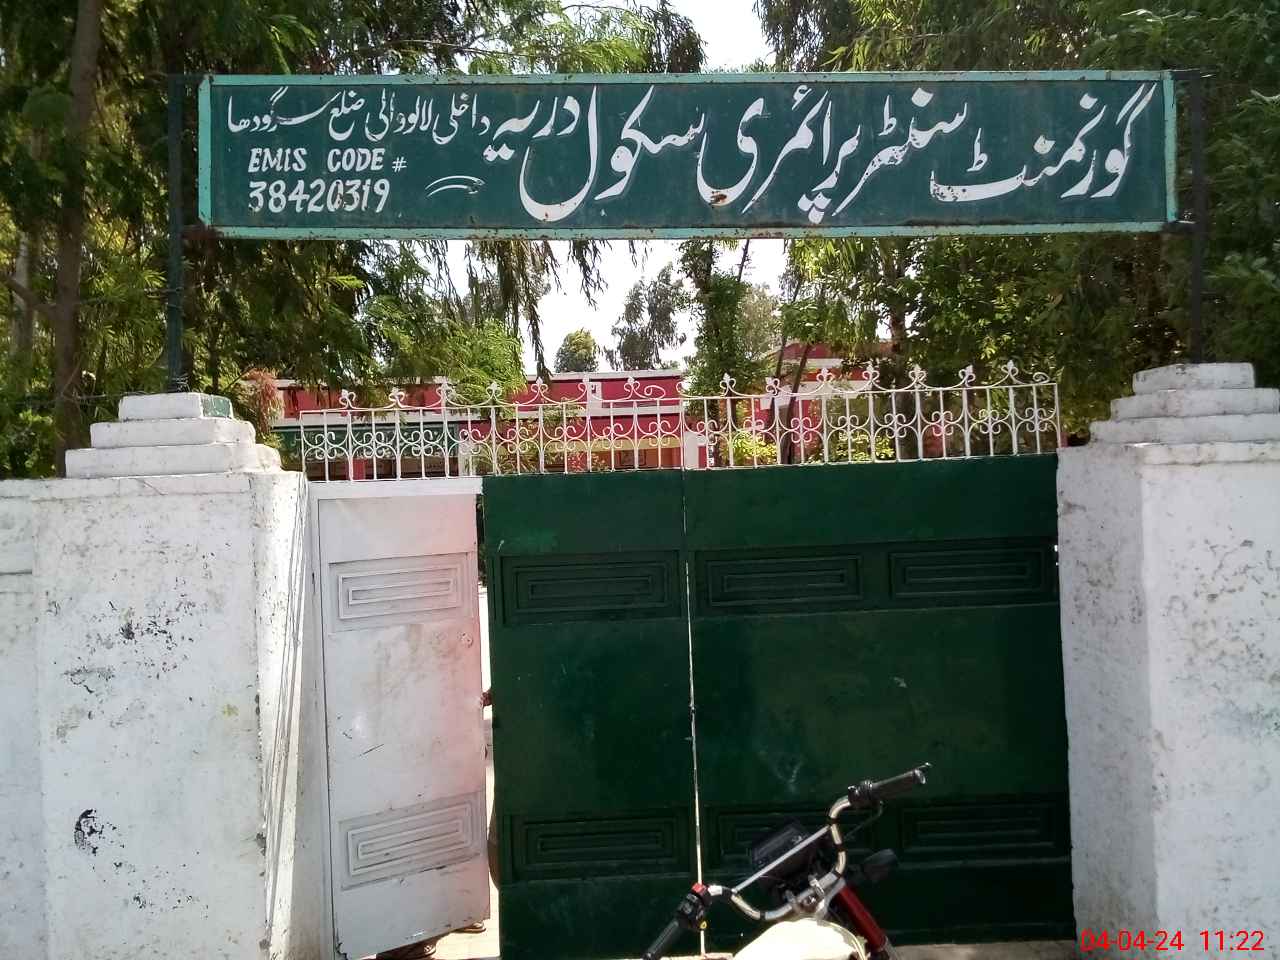 گورنمنٹ سنٹر پرائمری سکول دریہ داخلی لالووالی ضلع سرگودھا
EMIS CODE #
38420319
04-04-24 11:22